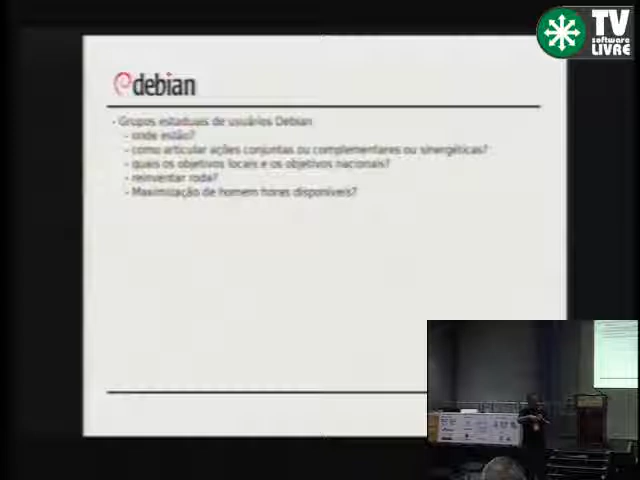 TV
software
LIVRE
debian
- Grupos estaduais de usuários Debian
- onde estão?
- como articular ações conjuntas ou complementares ou sinergéticas?
- quais os objetivos locais e os objetivos nacionais?
- reinventar roda?
- Maximização de homem hores disponíveis?